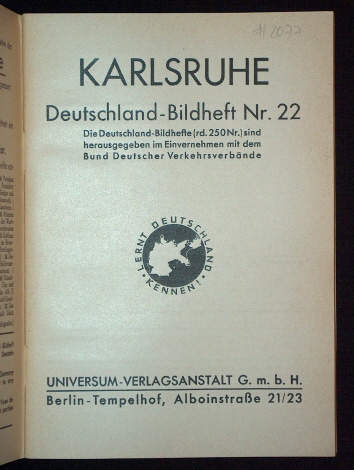 #2077
KARLSRUHE
Deutschland-Bildheft Nr. 22
Die Deutschland-Bildhefte (rd. 250 Nr.) sind
herausgegeben im Einvernehmen mit dem
Bund Deutscher Verkehrsverbände
• LERNT DEUTSCHLAND •
KENNEN!
UNIVERSUM-VERLAGSANSTALT G. m. b. H.
Berlin-Tempelhof, Alboinstraße 21/23